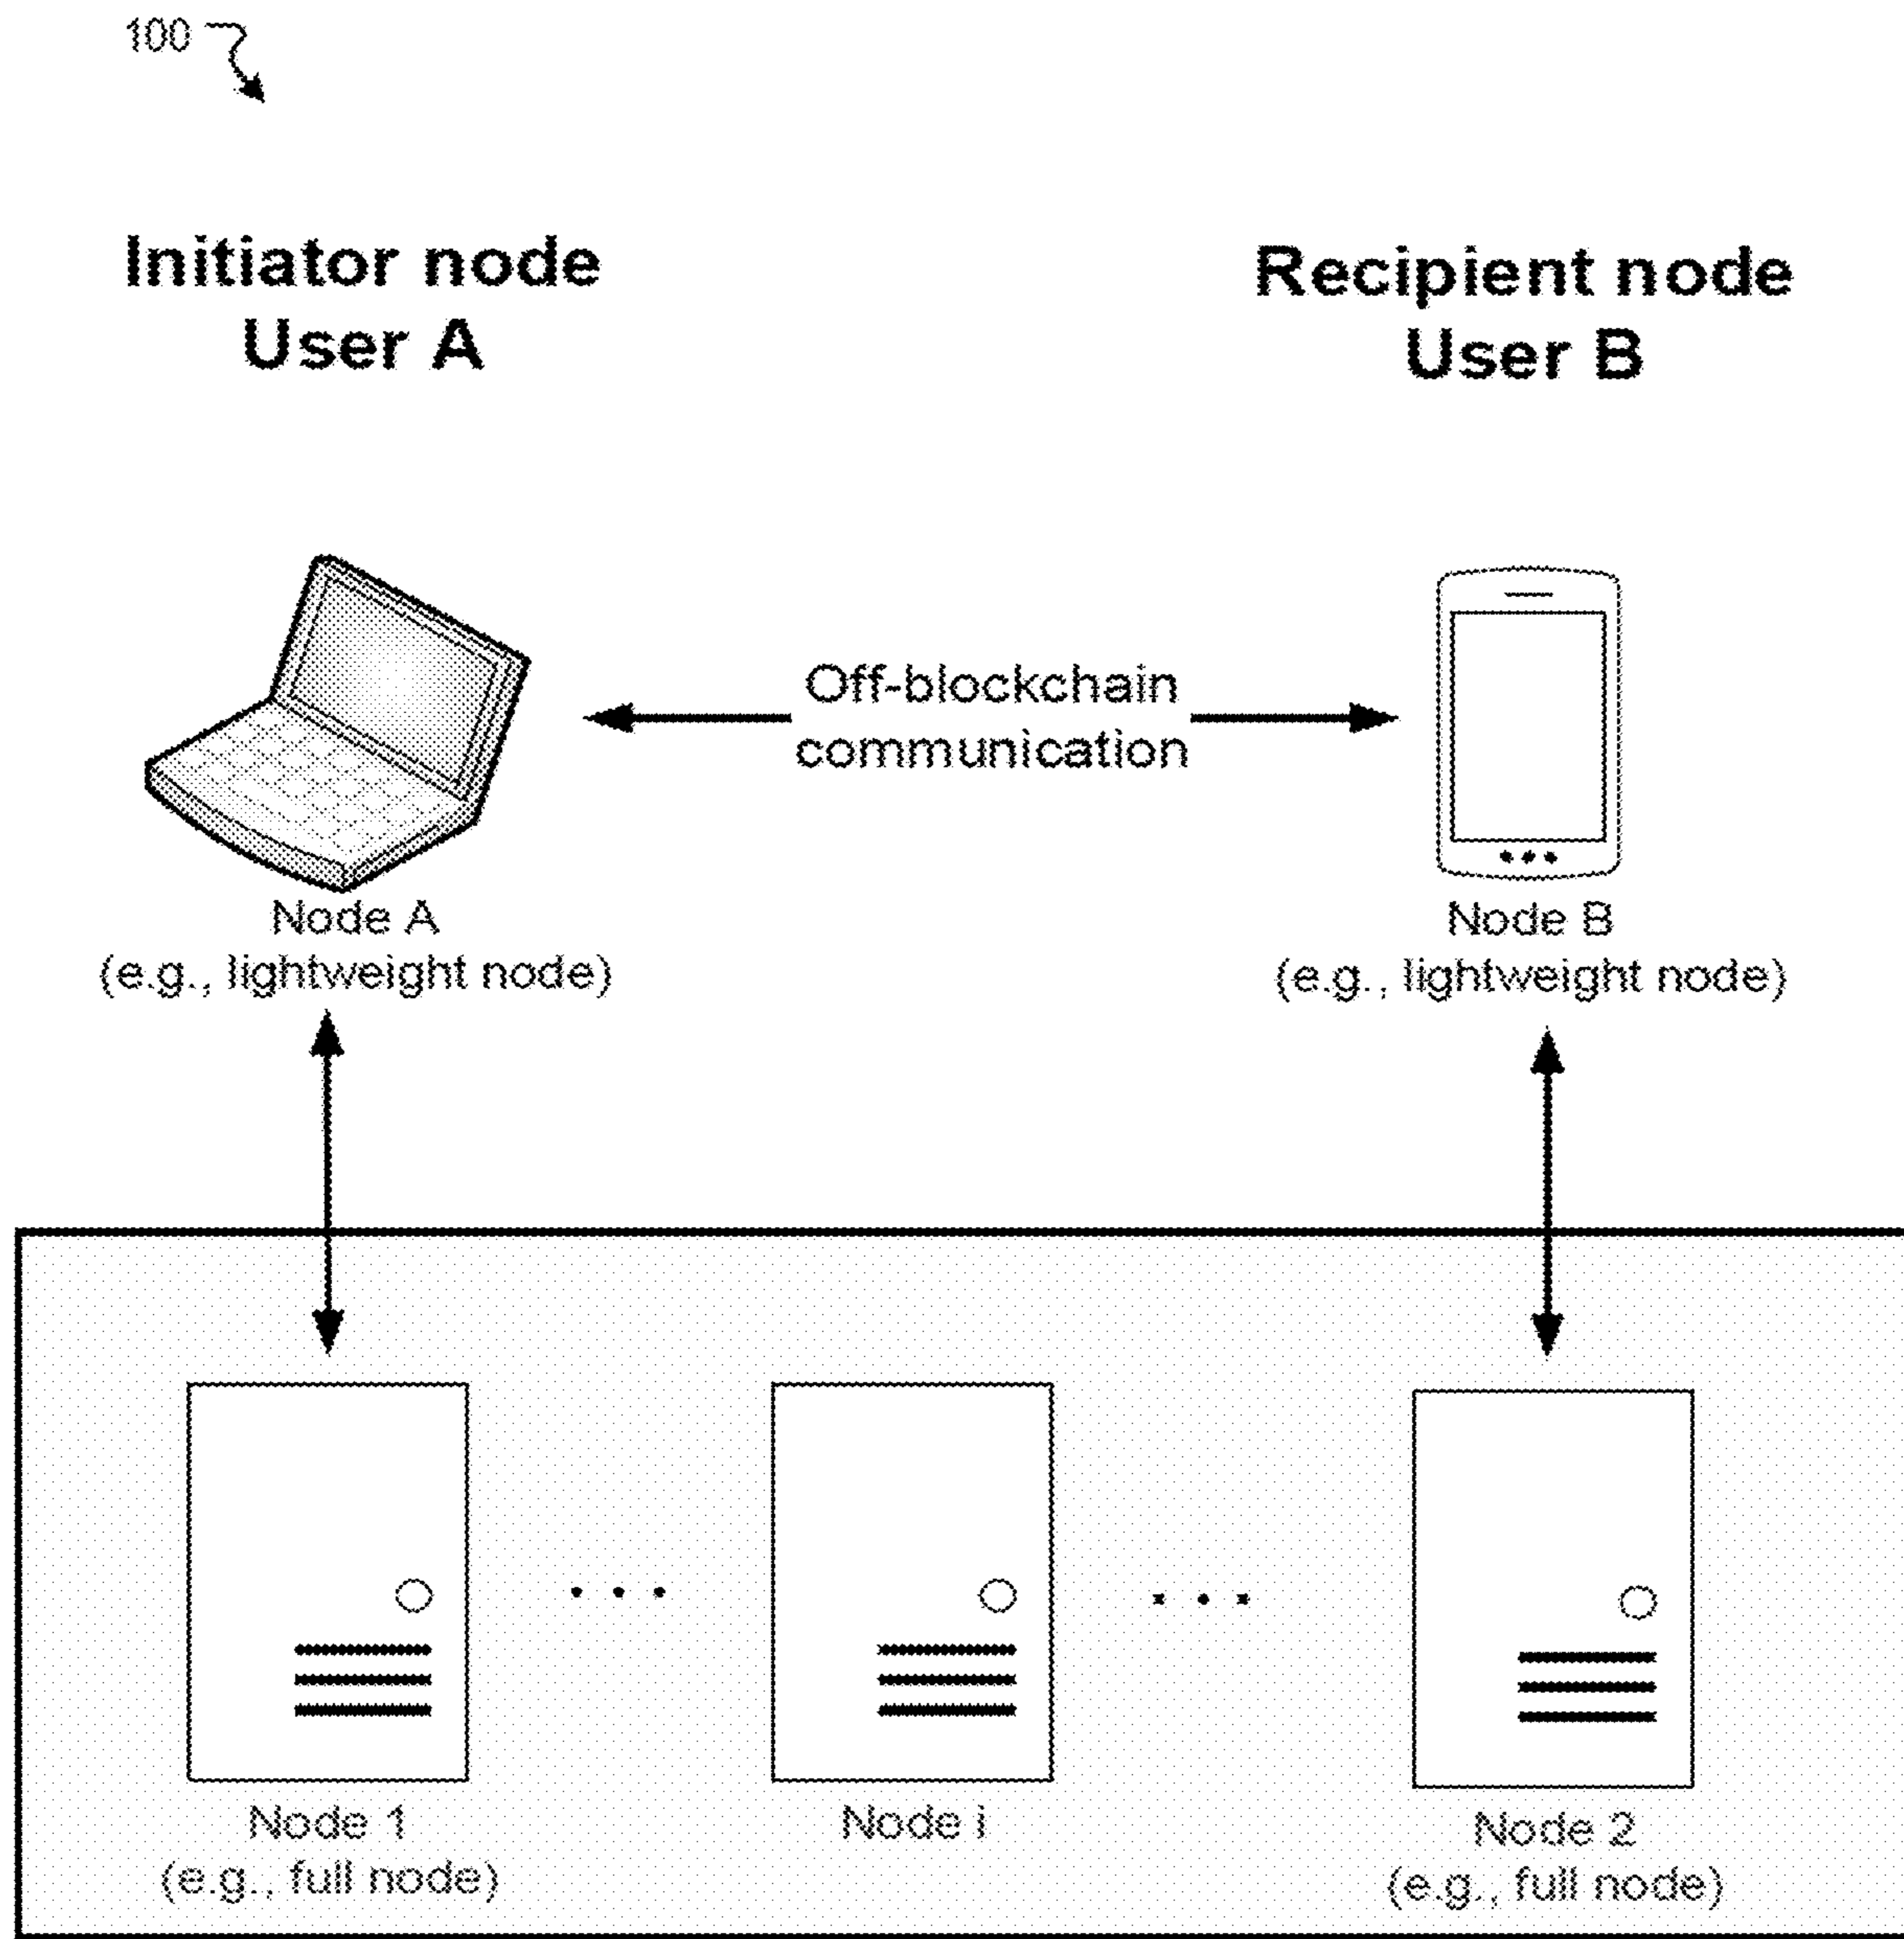 100
Initiator node
User A
Recipient node
User B
Off-blockchain
communication
Node A
(e.g., lightweight node)
Node B
(e.g., lightweight node)
Node 1
(e.g., full node)
Node i
Node 2
(e.g., full node)